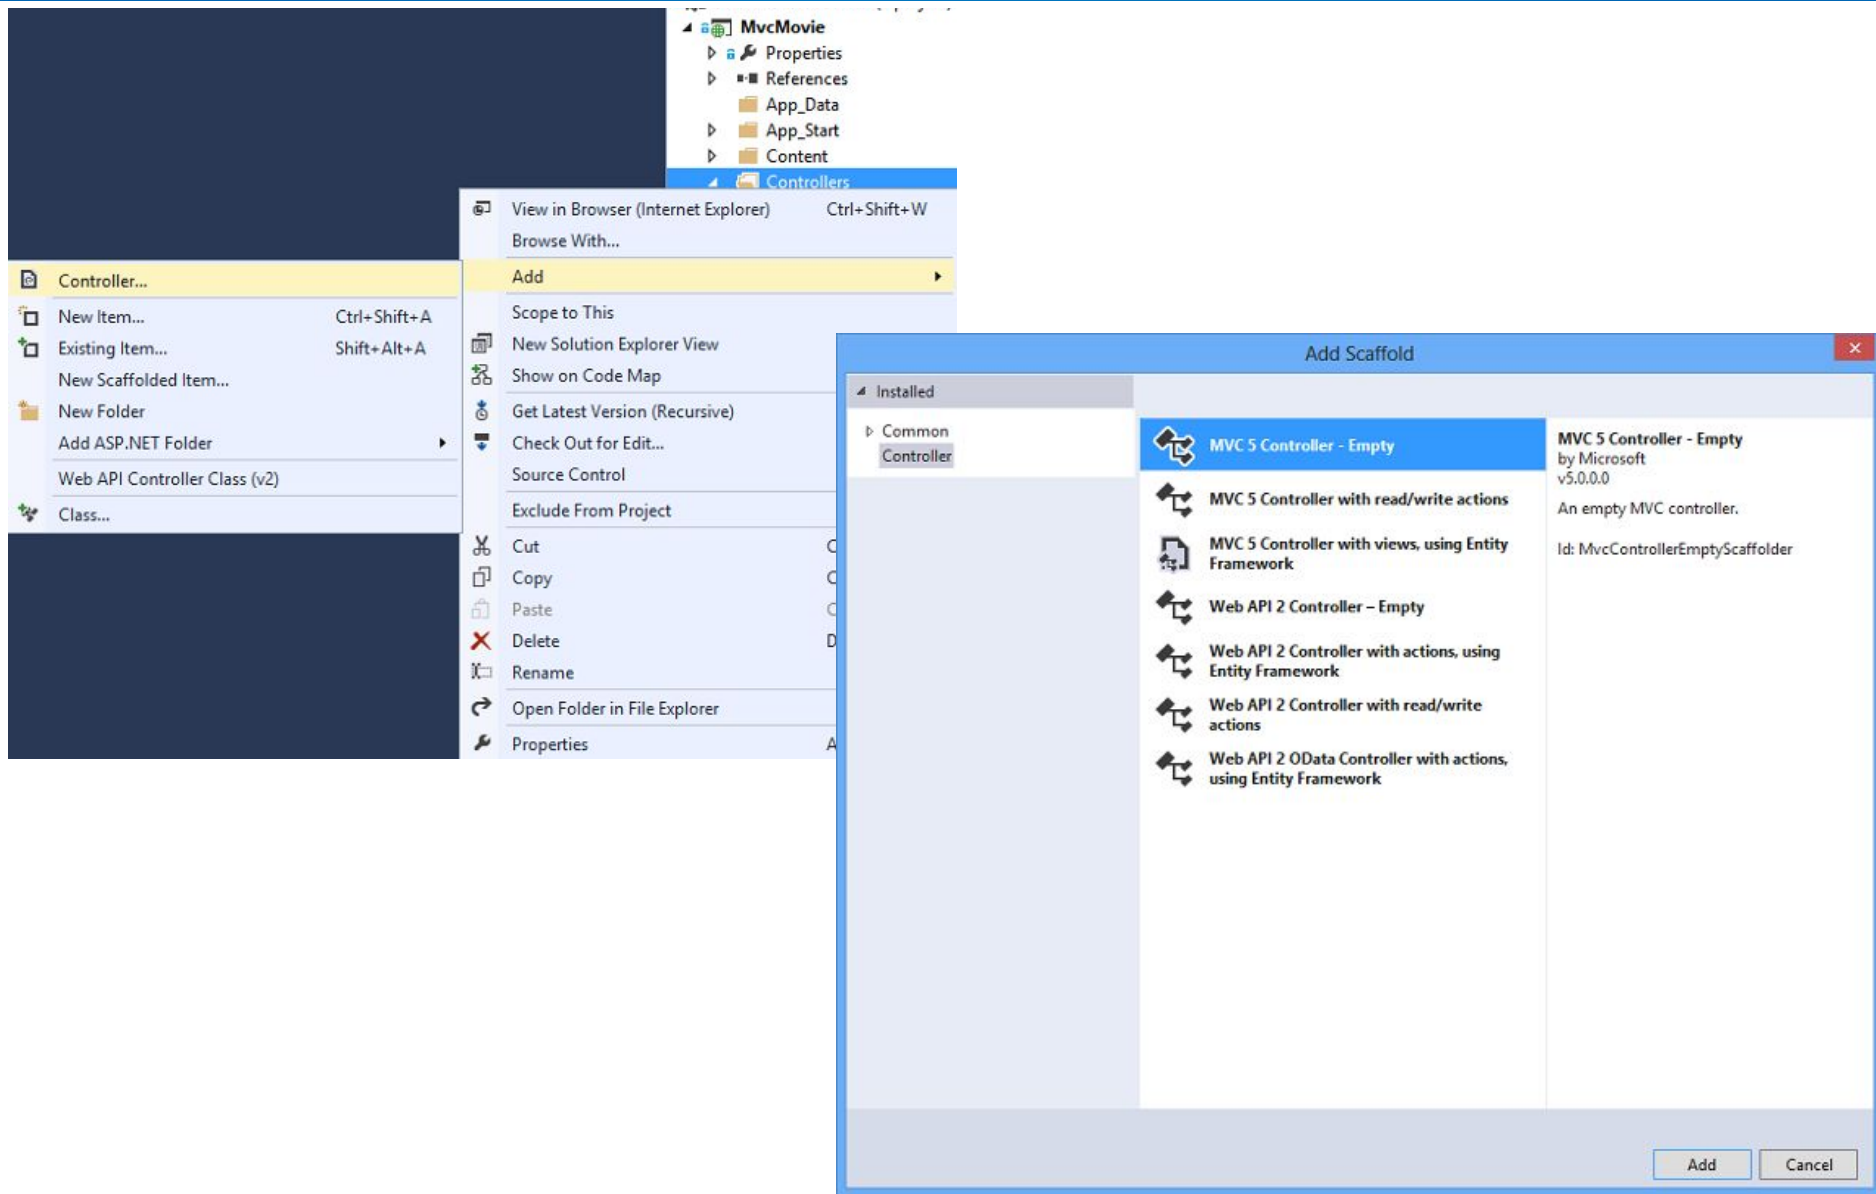 MvcMovie
Properties
References
App_Data
App_Start
Content
Controllers
View in Browser (Internet Explorer) Ctrl+Shift+W
Browse With...
Add
Scope to This
New Solution Explorer View
Show on Code Map
Get Latest Version (Recursive)
Check Out for Edit...
Source Control
Exclude From Project
Cut
Copy
Paste
Delete
Rename
Open Folder in File Explorer
Properties
Controller...
New Item... Ctrl+Shift+A
Existing Item... Shift+Alt+A
New Scaffolded Item...
New Folder
Add ASP.NET Folder
Web API Controller Class (v2)
Class...
Add Scaffold
Installed
Common
Controller
MVC 5 Controller - Empty
MVC 5 Controller with read/write actions
MVC 5 Controller with views, using Entity
Framework
Web API 2 Controller – Empty
Web API 2 Controller with actions, using
Entity Framework
Web API 2 Controller with read/write
actions
Web API 2 OData Controller with actions,
using Entity Framework
MVC 5 Controller - Empty
by Microsoft
v5.0.0.0
An empty MVC controller.
Id: MvcControllerEmptyScaffolder
Add
Cancel